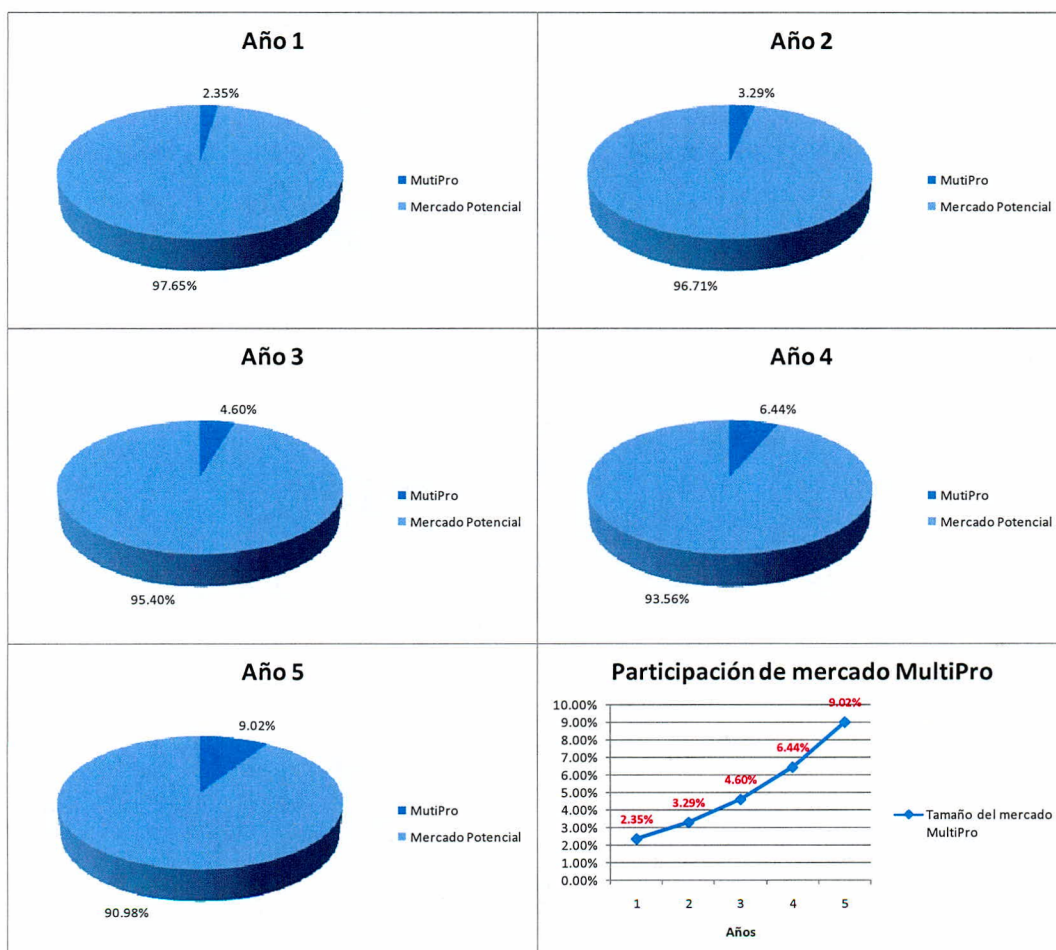 Año 1
2.35%
MutiPro
Mercado Potencial
97.65%
Año 2
3.29%
MutiPro
Mercado Potencial
96.71%
Año 3
4.60%
MutiPro
Mercado Potencial
95.40%
Año 4
6.44%
MutiPro
Mercado Potencial
93.56%
Año 5
9.02%
MutiPro
Mercado Potencial
90.98%
Participación de mercado MultiPro
10.00%
9.00%
8.00%
7.00%
6.00%
5.00%
4.00%
3.00%
2.00%
1.00%
0.00%
2.35%
3.29%
4.60%
6.44%
9.02%
1 2 3 4 5
Años
Tamaño del mercado
MultiPro